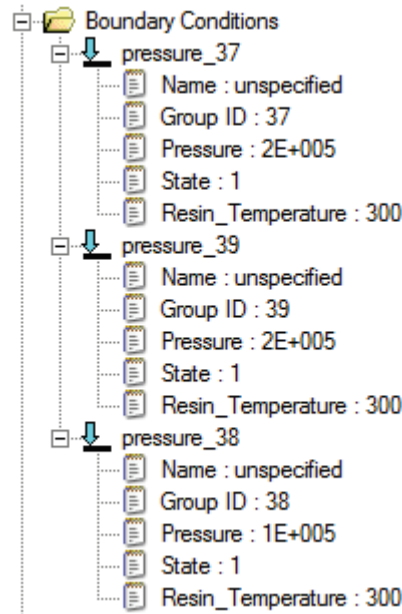 Boundary Conditions
pressure_37
Name : unspecified
Group ID : 37
Pressure : 2E+005
State : 1
Resin_Temperature : 300
pressure_39
Name : unspecified
Group ID : 39
Pressure : 2E+005
State : 1
Resin_Temperature : 300
pressure_38
Name : unspecified
Group ID : 38
Pressure : 1E+005
State : 1
Resin_Temperature : 300